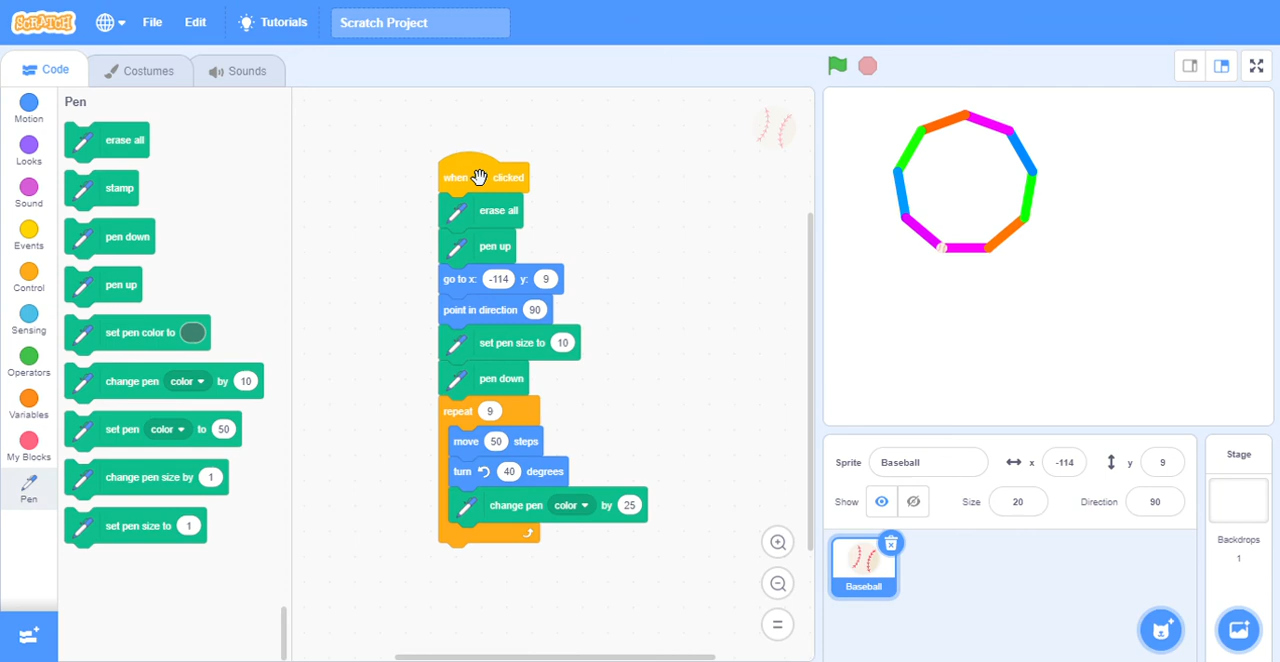 SCRATCH File Edit Tutorials Scratch Project
Code Costumes Sounds
Motion
Looks
Sound
Events
Control
Sensing
Operators
Variables
My Blocks
Pen
Pen
erase all
stamp
pen down
pen up
set pen color to
change pen color by 10
set pen color to 50
change pen size by 1
set pen size to 1
when clicked
erase all
pen up
go to x: -114 y: 9
point in direction 90
set pen size to 10
pen down
repeat 9
move 50 steps
turn 40 degrees
change pen color by 25
Sprite Baseball x -114 y 9
Show Size 20 Direction 90
Baseball
Stage
Backdrops
1